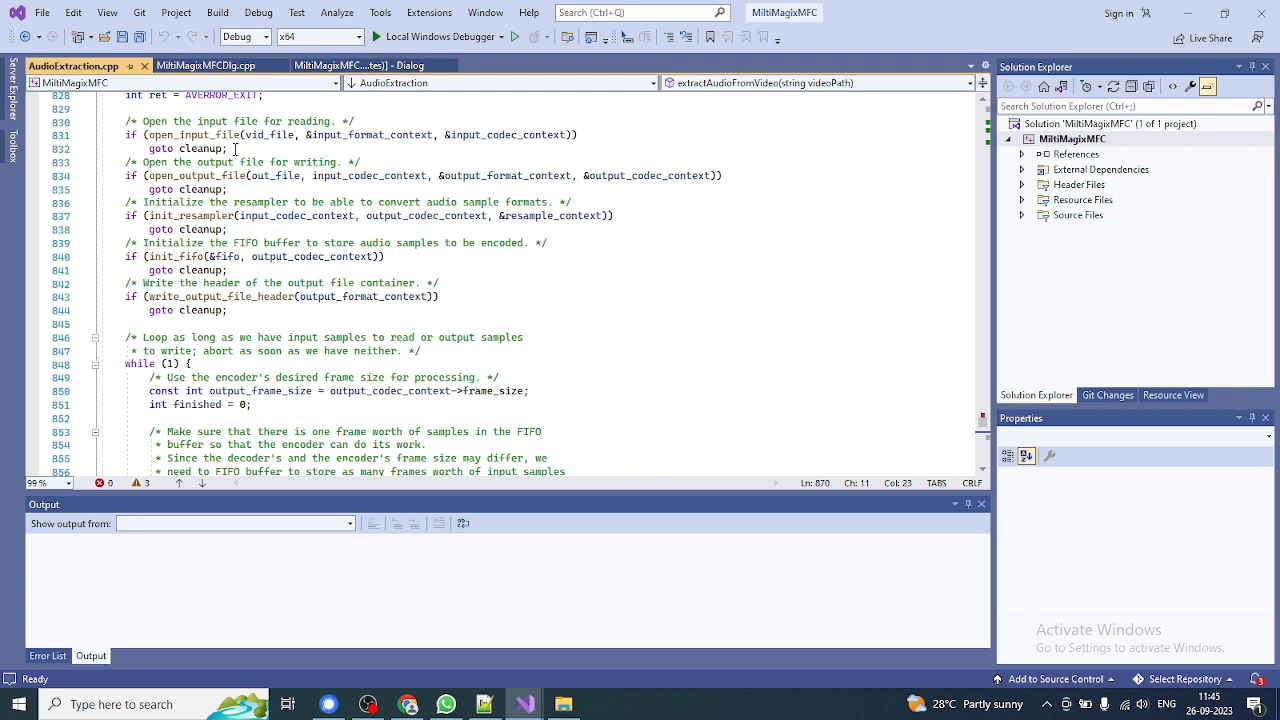 File Edit View Git Project Build Debug Test Analyze Tools Extensions Window Help Search (Ctrl+Q) MiltiMagixMFC Sign in
Debug x64 Local Windows Debugger Live Share
AudioExtraction.cpp MiltiMagixMFCDlg.cpp MiltiMagixMFC....tes)] - Dialog
MiltiMagixMFC AudioExtraction extractAudioFromVideo(string videoPath)
Server Explorer
Toolbox
828 int ret = AVERROR_EXIT;
829
830 /* Open the input file for reading. */
831 if (open_input_file(vid_file, &input_format_context, &input_codec_context))
832 goto cleanup;
833 /* Open the output file for writing. */
834 if (open_output_file(out_file, input_codec_context, &output_format_context, &output_codec_context))
835 goto cleanup;
836 /* Initialize the resampler to be able to convert audio sample formats. */
837 if (init_resampler(input_codec_context, output_codec_context, &resample_context))
838 goto cleanup;
839 /* Initialize the FIFO buffer to store audio samples to be encoded. */
840 if (init_fifo(&fifo, output_codec_context))
841 goto cleanup;
842 /* Write the header of the output file container. */
843 if (write_output_file_header(output_format_context))
844 goto cleanup;
845
846 /* Loop as long as we have input samples to read or output samples
847 * to write; abort as soon as we have neither. */
848 while (1) {
849 /* Use the encoder's desired frame size for processing. */
850 const int output_frame_size = output_codec_context->frame_size;
851 int finished = 0;
852
853 /* Make sure that there is one frame worth of samples in the FIFO
854 * buffer so that the encoder can do its work.
855 * Since the decoder's and the encoder's frame size may differ, we
856 * need to FIFO buffer to store as many frames worth of input samples
99 % 0 3 Ln: 870 Ch: 11 Col: 23 TABS CRLF
Output
Show output from:
Error List Output
Solution Explorer
Search Solution Explorer (Ctrl+;)
Solution 'MiltiMagixMFC' (1 of 1 project)
MiltiMagixMFC
References
External Dependencies
Header Files
Resource Files
Source Files
Solution Explorer Git Changes Resource View
Properties
Activate Windows
Go to Settings to activate Windows.
Ready Add to Source Control Select Repository 3
Type here to search 28°C Partly sunny ENG 11:45
26-09-2023